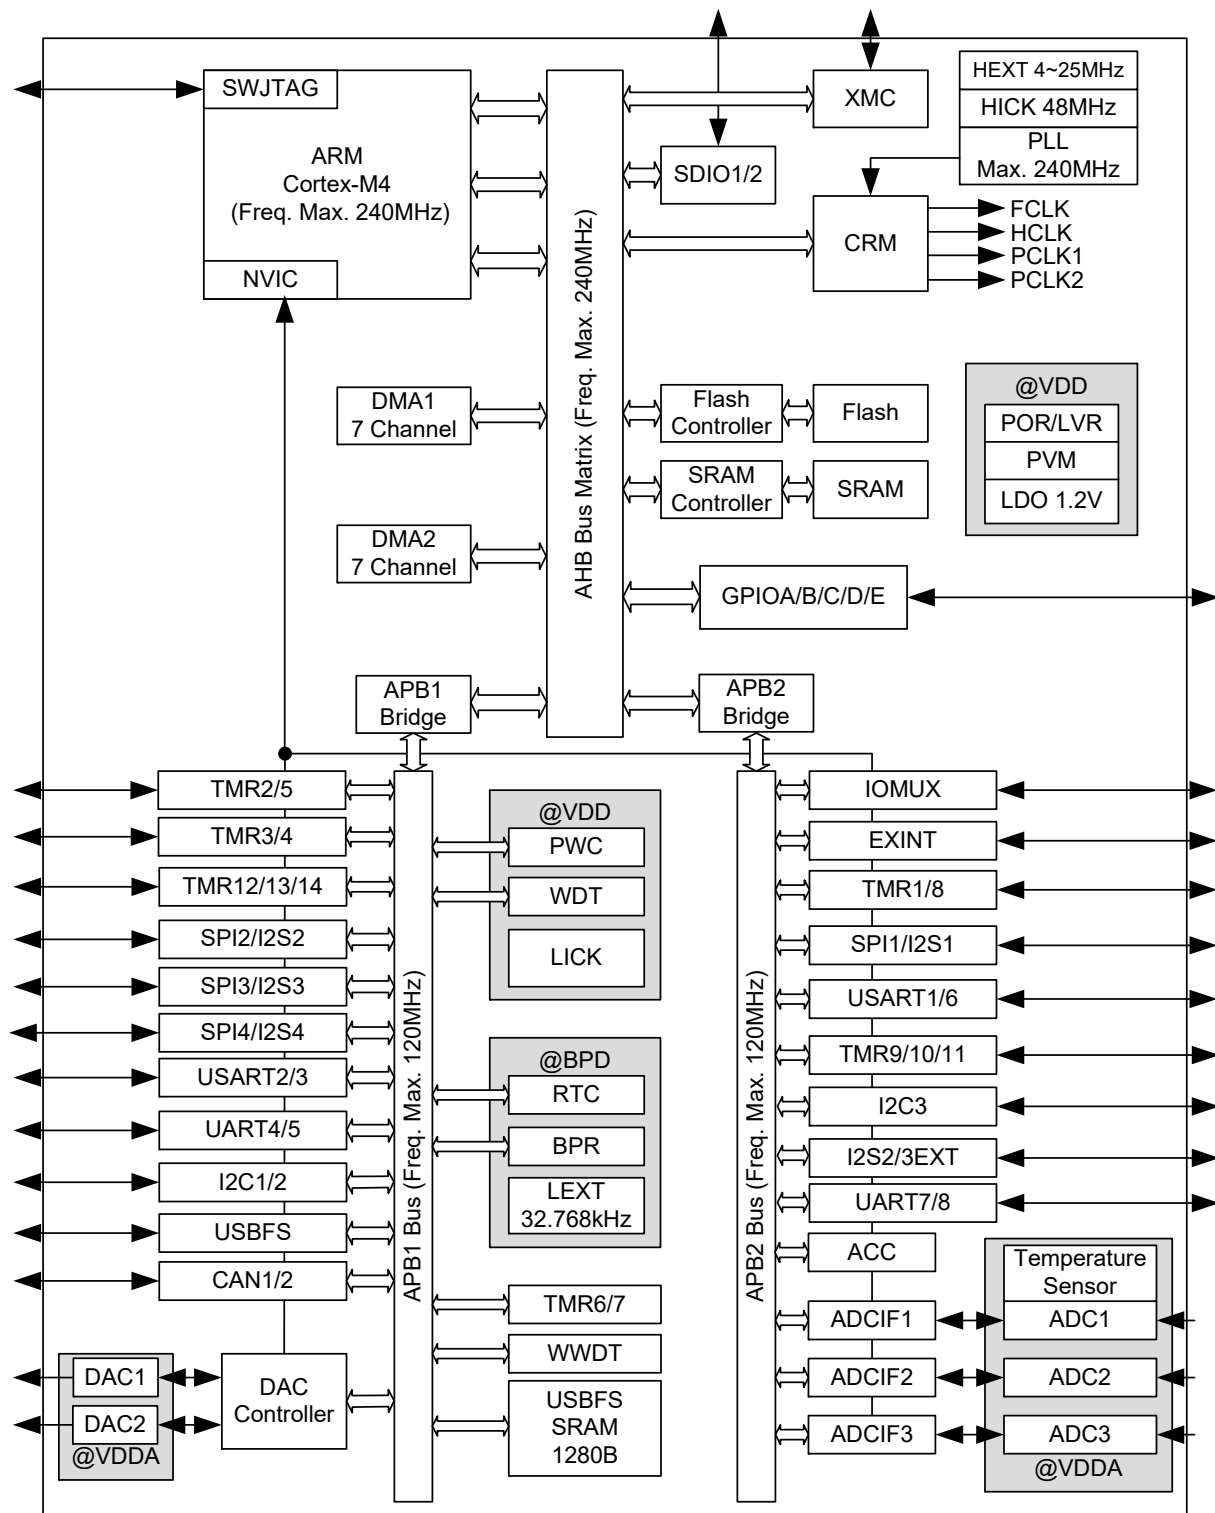 SWJTAG
ARM
Cortex-M4
(Freq. Max. 240MHz)
NVIC
AHB Bus Matrix (Freq. Max. 240MHz)
XMC
SDIO1/2
HEXT 4~25MHz
HICK 48MHz
PLL
Max. 240MHz
CRM
FCLK
HCLK
PCLK1
PCLK2
DMA1
7 Channel
DMA2
7 Channel
Flash
Controller
Flash
SRAM
Controller
SRAM
@VDD
POR/LVR
PVM
LDO 1.2V
GPIOA/B/C/D/E
APB1
Bridge
APB2
Bridge
TMR2/5
TMR3/4
TMR12/13/14
SPI2/I2S2
SPI3/I2S3
SPI4/I2S4
USART2/3
UART4/5
I2C1/2
USBFS
CAN1/2
DAC1
DAC2
@VDDA
DAC
Controller
APB1 Bus (Freq. Max. 120MHz)
@VDD
PWC
WDT
LICK
@BPD
RTC
BPR
LEXT
32.768kHz
TMR6/7
WWDT
USBFS
SRAM
1280B
APB2 Bus (Freq. Max. 120MHz)
IOMUX
EXINT
TMR1/8
SPI1/I2S1
USART1/6
TMR9/10/11
I2C3
I2S2/3EXT
UART7/8
ACC
ADCIF1
ADCIF2
ADCIF3
Temperature
Sensor
ADC1
ADC2
ADC3
@VDDA